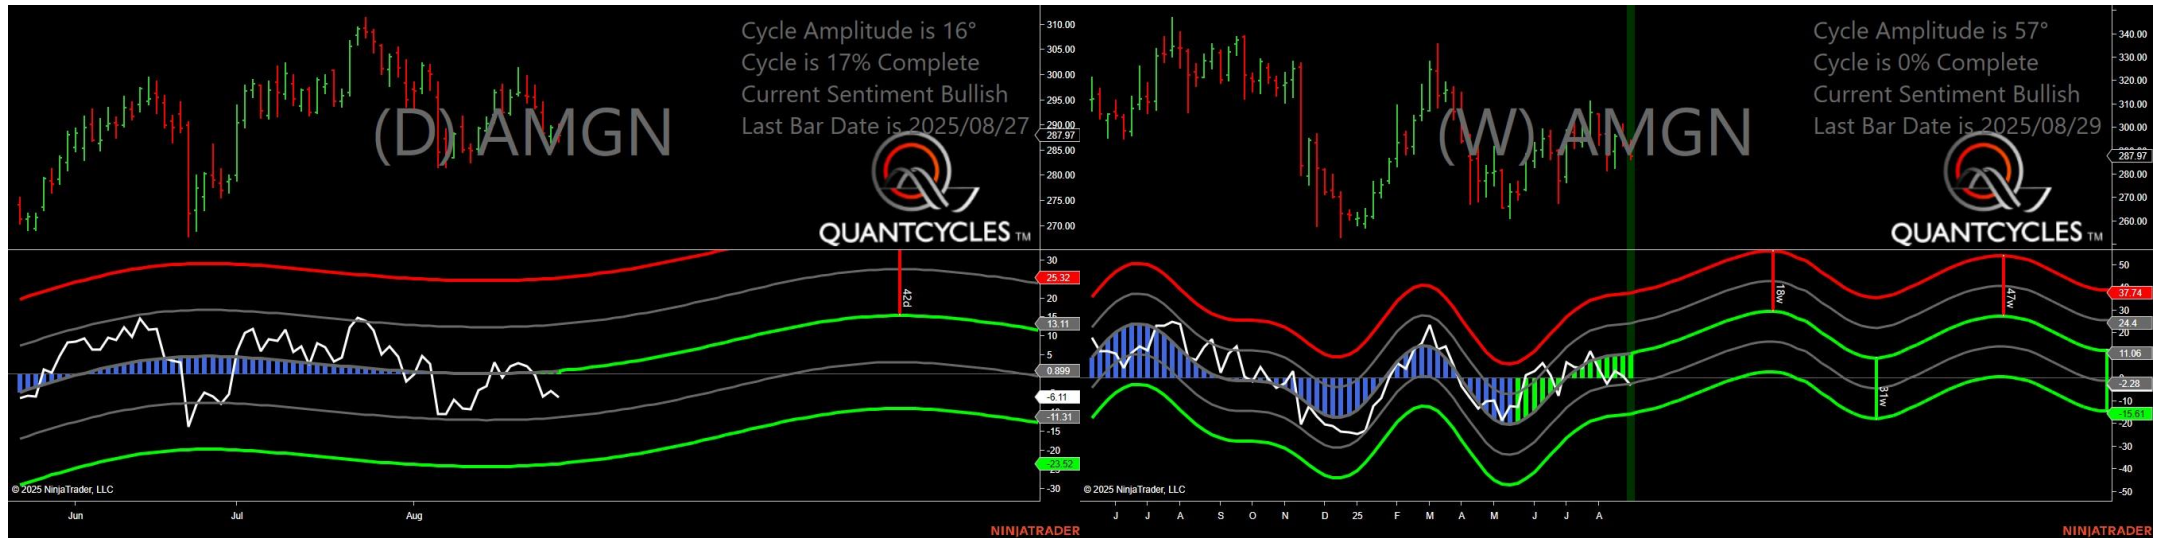 Cycle Amplitude is 16°
Cycle is 17% Complete
Current Sentiment Bullish
Last Bar Date is 2025/08/27
(D) AMGN
QUANTCYCLES TM
310.00
305.00
300.00
295.00
290.00
287.97
285.00
280.00
275.00
270.00
42d
30
25.32
20
15
13.11
10
5
0.899
-6.11
-11.31
-15
-20
-23.52
-30
© 2025 NinjaTrader, LLC
Jun Jul Aug
NINJATRADER
Cycle Amplitude is 57°
Cycle is 0% Complete
Current Sentiment Bullish
Last Bar Date is 2025/08/29
(W) AMGN
QUANTCYCLES TM
340.00
330.00
320.00
310.00
300.00
287.97
280.00
270.00
260.00
18w
47w
31w
50
37.74
30
24.4
20
11.06
-2.28
-10
-15.61
-20
-30
-40
-50
© 2025 NinjaTrader, LLC
J J A S O N D 25 F M A M J J A
NINJATRADER